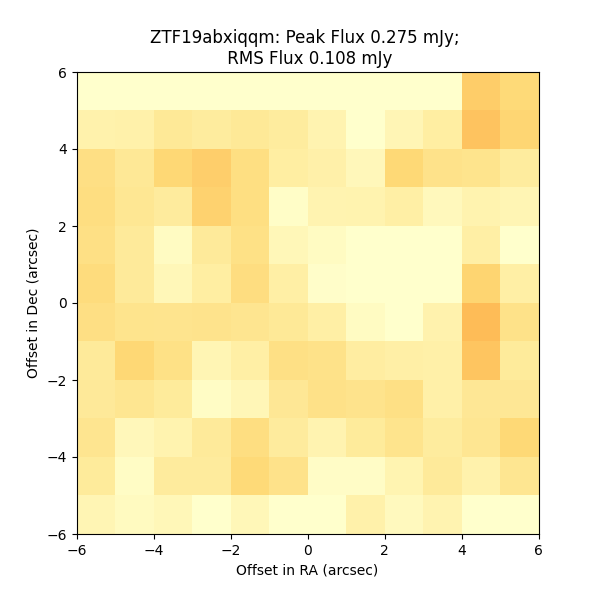 ZTF19abxiqqm: Peak Flux 0.275 mJy;
RMS Flux 0.108 mJy
6
4
2
0
−2
−4
−6
Offset in Dec (arcsec)
−6 −4 −2 0 2 4 6
Offset in RA (arcsec)